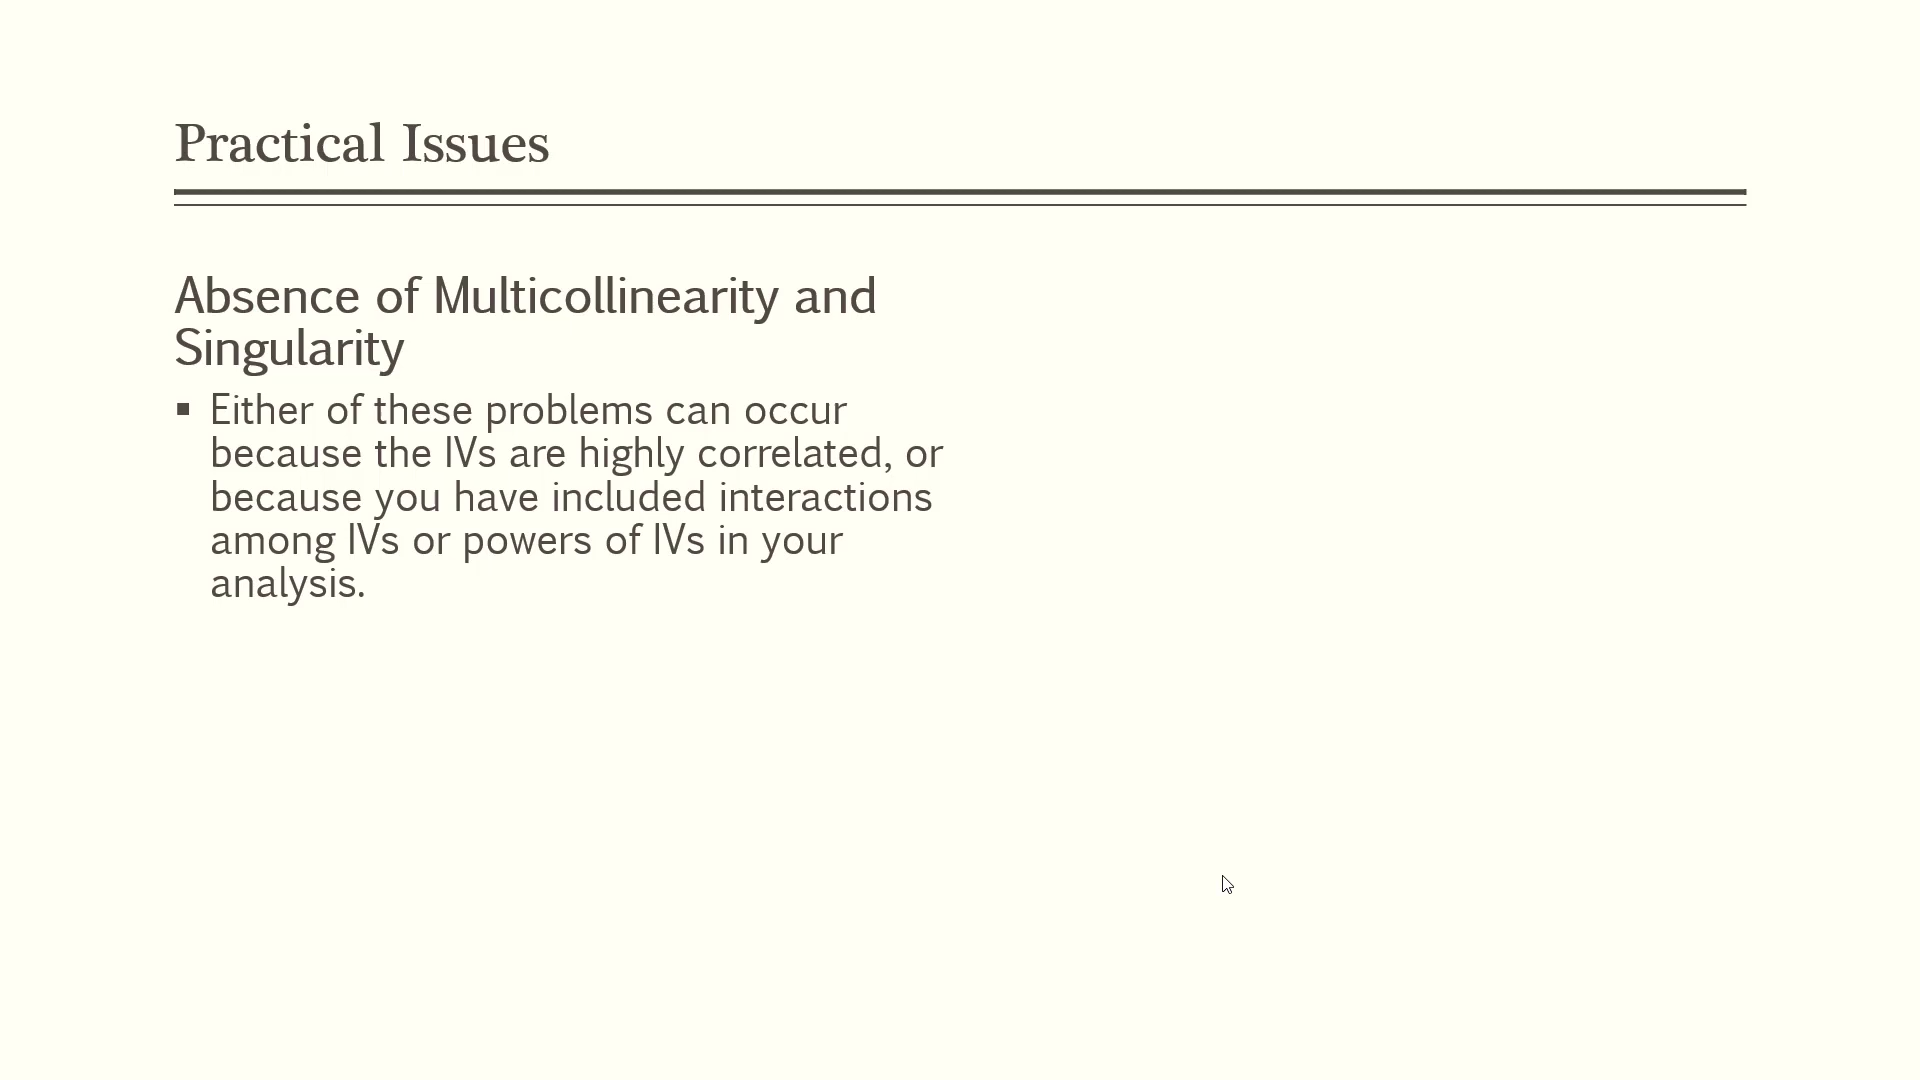 Practical Issues
Absence of Multicollinearity and
Singularity
▪ Either of these problems can occur
because the IVs are highly correlated, or
because you have included interactions
among IVs or powers of IVs in your
analysis.